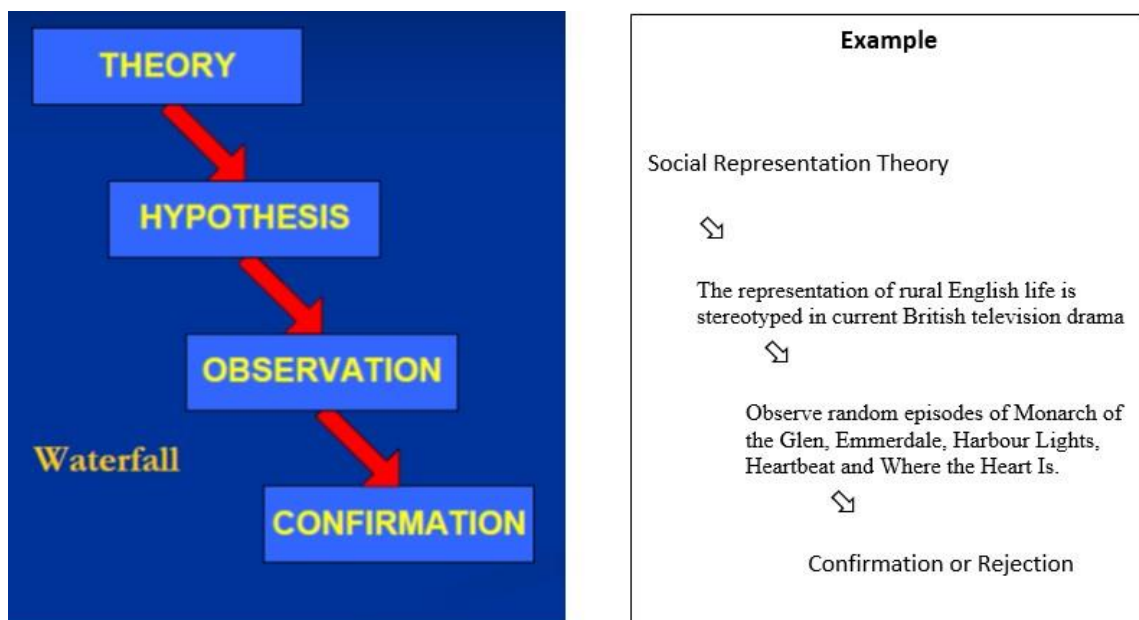 THEORY
HYPOTHESIS
OBSERVATION
Waterfall
CONFIRMATION
Example
Social Representation Theory
The representation of rural English life is
stereotyped in current British television drama
Observe random episodes of Monarch of
the Glen, Emmerdale, Harbour Lights,
Heartbeat and Where the Heart Is.
Confirmation or Rejection